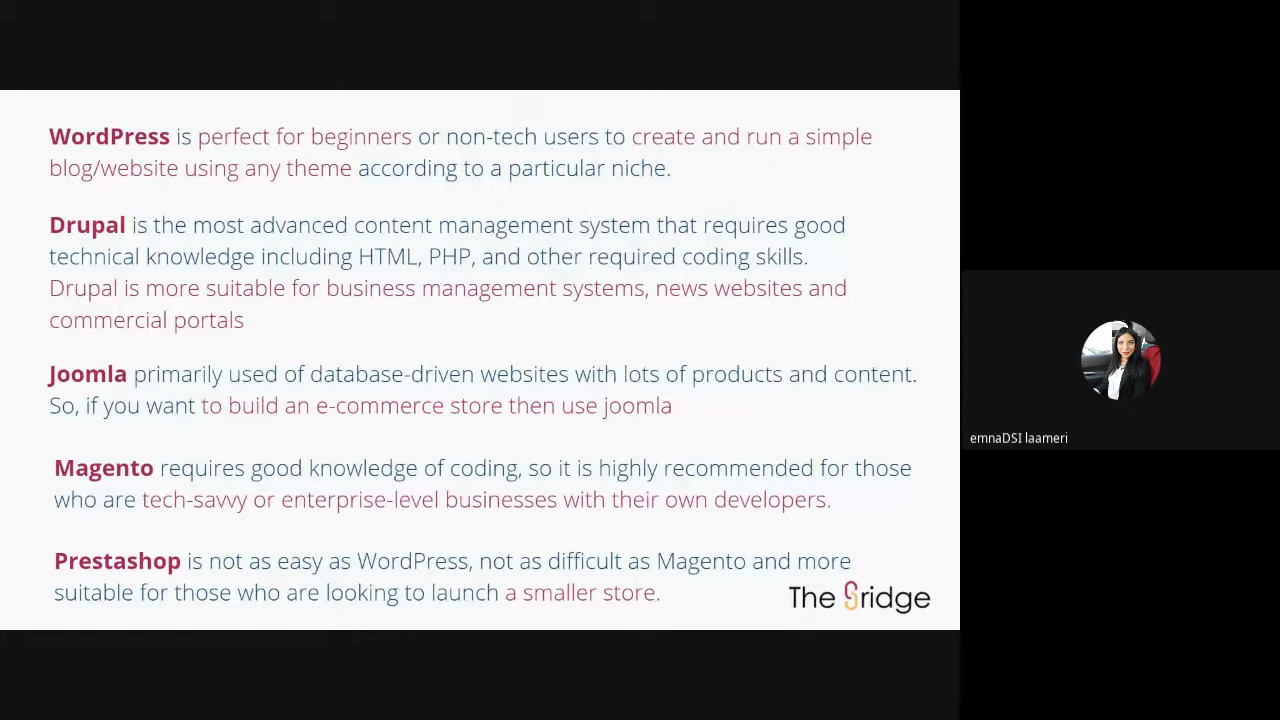 WordPress is perfect for beginners or non-tech users to create and run a simple
blog/website using any theme according to a particular niche.
Drupal is the most advanced content management system that requires good
technical knowledge including HTML, PHP, and other required coding skills.
Drupal is more suitable for business management systems, news websites and
commercial portals
Joomla primarily used of database-driven websites with lots of products and content.
So, if you want to build an e-commerce store then use joomla
Magento requires good knowledge of coding, so it is highly recommended for those
who are tech-savvy or enterprise-level businesses with their own developers.
Prestashop is not as easy as WordPress, not as difficult as Magento and more
suitable for those who are looking to launch a smaller store.
The Bridge
emnaDSI laameri